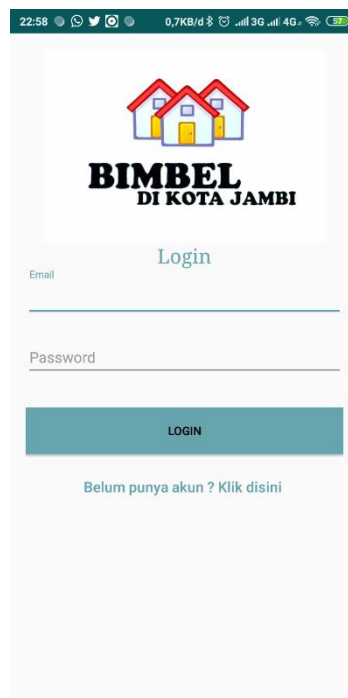 22:58 0,7KB/d 3G 4G 57
BIMBEL
DI KOTA JAMBI
Login
Email
Password
LOGIN
Belum punya akun ? Klik disini